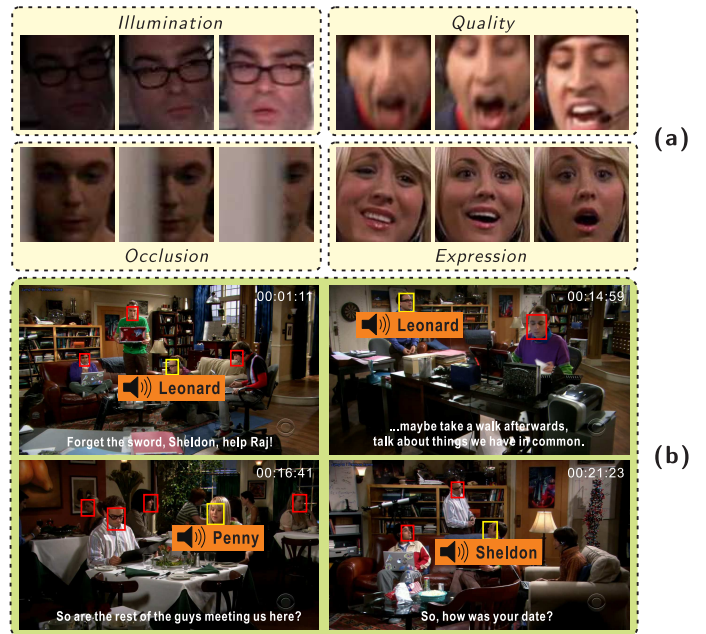 Illumination
Quality
(a)
Occlusion
Expression
00:01:11
Leonard
Forget the sword, Sheldon, help Raj!
00:14:59
Leonard
...maybe take a walk afterwards,
talk about things we have in common.
(b)
00:16:41
Penny
So are the rest of the guys meeting us here?
00:21:23
Sheldon
So, how was your date?